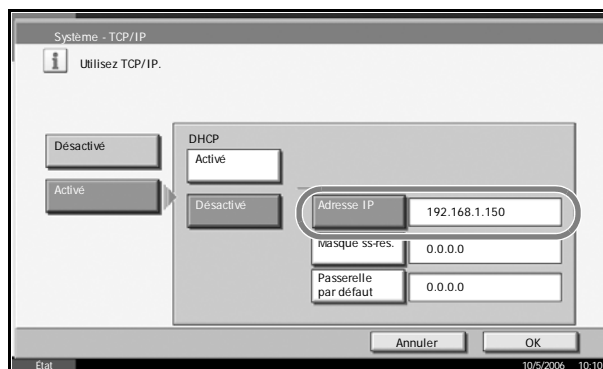 Système - TCP/IP
Utilisez TCP/IP.
Désactivé
Activé
DHCP
Activé
Désactivé
Adresse IP
192.168.1.150
Masque ss-rés.
0.0.0.0
Passerelle
par défaut
0.0.0.0
Annuler
OK
État
10/5/2006 10:10